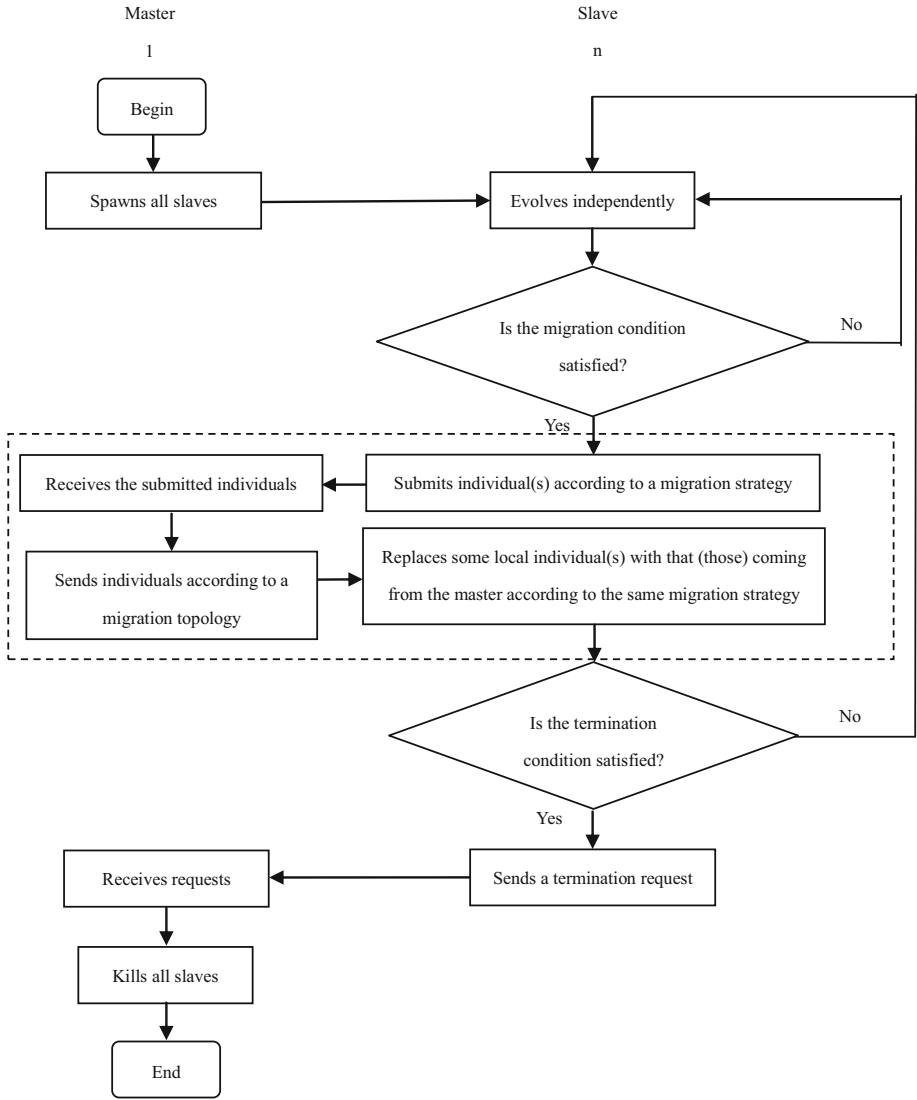 Master
Slave
1
n
Begin
Spawns all slaves
Evolves independently
Is the migration condition
satisfied?
No
Yes
Receives the submitted individuals
Submits individual(s) according to a migration strategy
Sends individuals according to a
migration topology
Replaces some local individual(s) with that (those) coming
from the master according to the same migration strategy
Is the termination
condition satisfied?
No
Yes
Receives requests
Sends a termination request
Kills all slaves
End